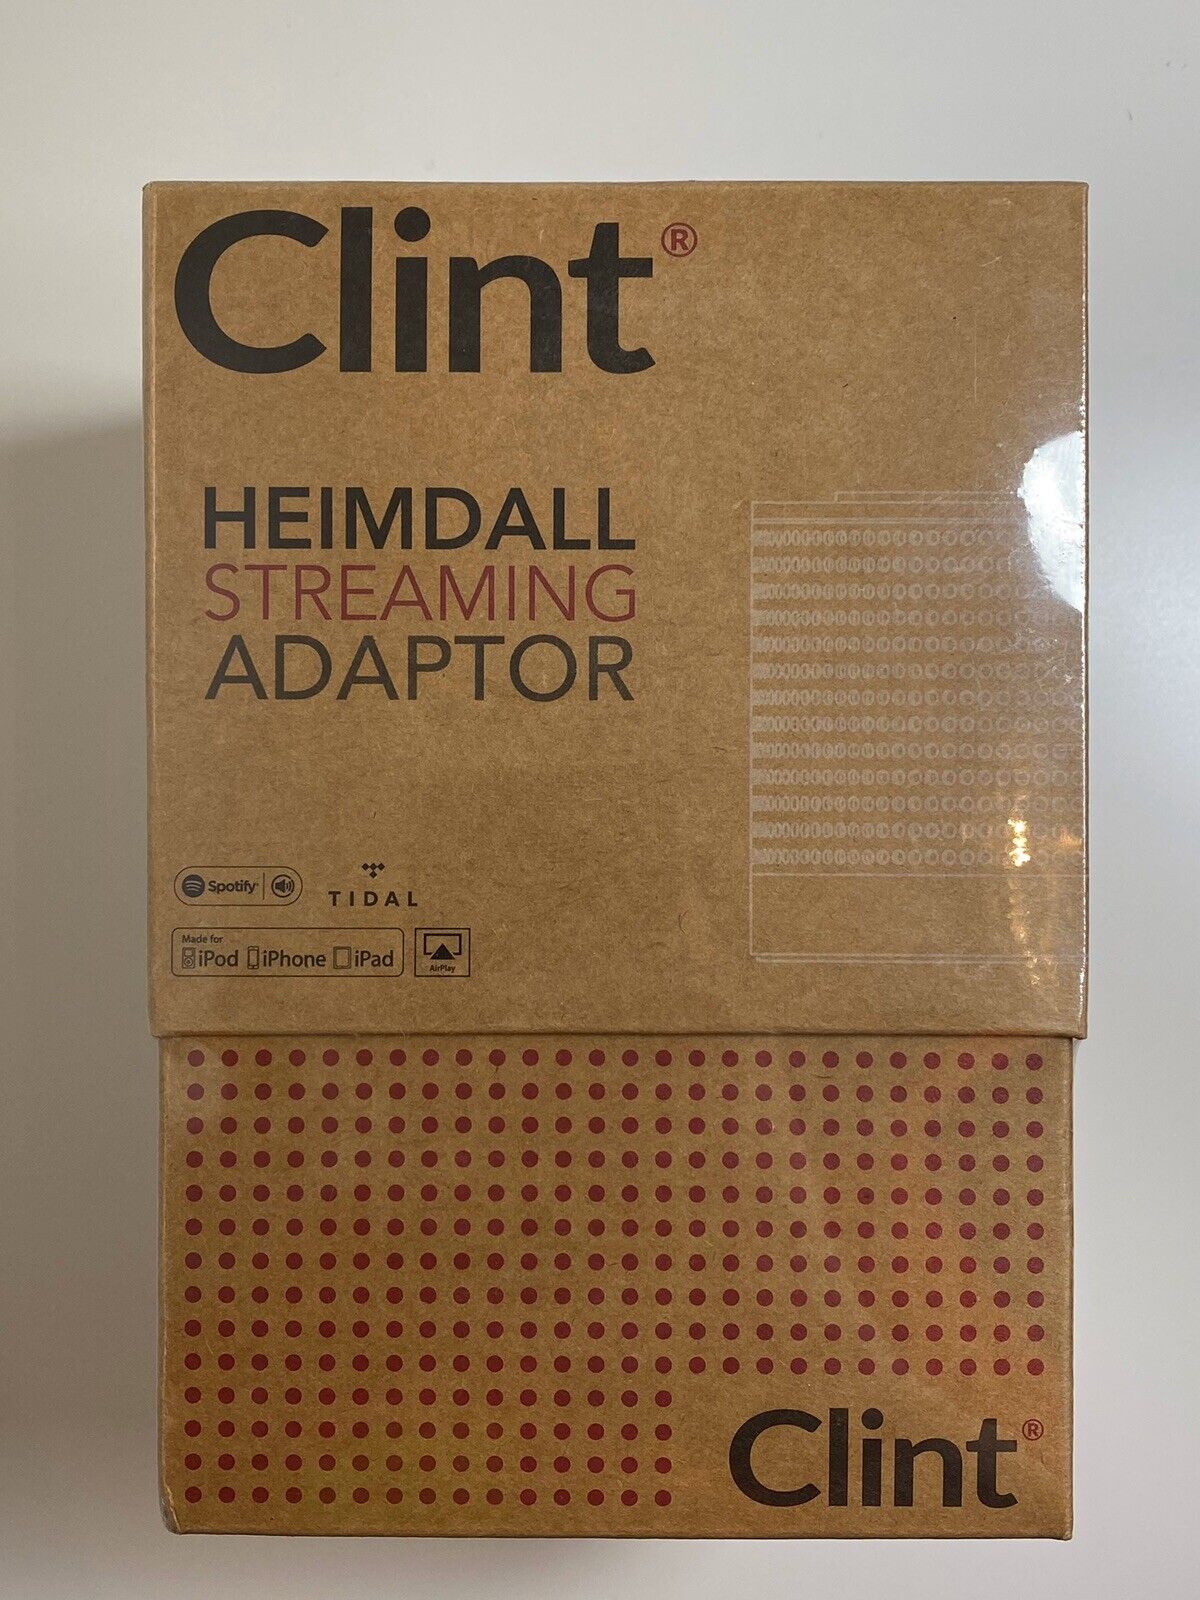 Clint®
HEIMDALL
STREAMING
ADAPTOR
Spotify®
TIDAL
Made for
iPod iPhone iPad
AirPlay
Clint®